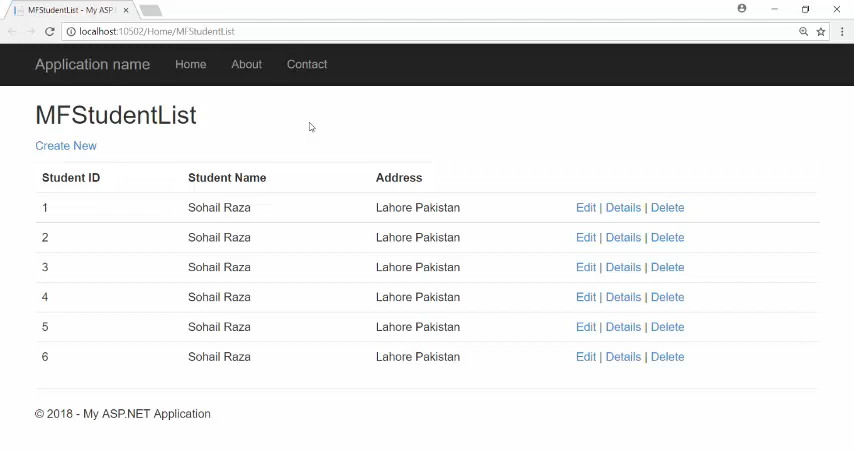 MFStudentList - My ASP.
localhost:10502/Home/MFStudentList
Application name Home About Contact
MFStudentList
Create New
Student ID Student Name Address
1 Sohail Raza Lahore Pakistan Edit | Details | Delete
2 Sohail Raza Lahore Pakistan Edit | Details | Delete
3 Sohail Raza Lahore Pakistan Edit | Details | Delete
4 Sohail Raza Lahore Pakistan Edit | Details | Delete
5 Sohail Raza Lahore Pakistan Edit | Details | Delete
6 Sohail Raza Lahore Pakistan Edit | Details | Delete
© 2018 - My ASP.NET Application